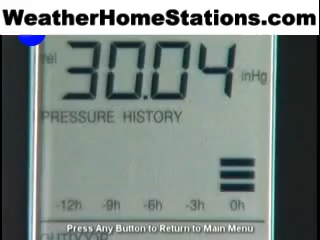 WeatherHomeStations.com
rel 30.04 inHg
PRESSURE HISTORY
-12h -9h -6h -3h 0h
Press Any Button to Return to Main Menu
OUTDOOR